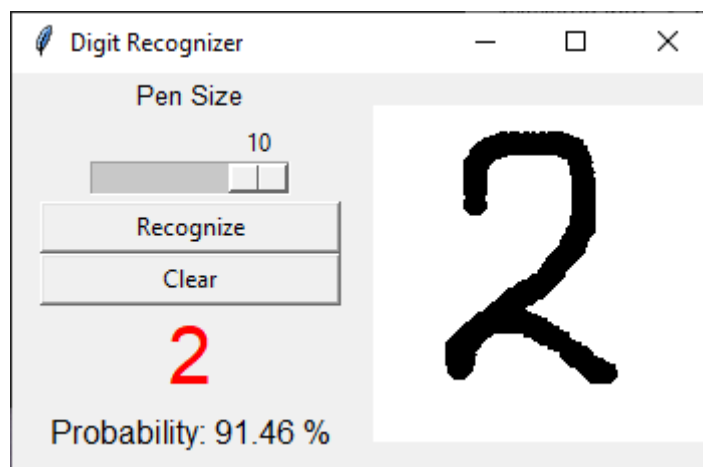 Digit Recognizer
Pen Size
10
Recognize
Clear
2
Probability: 91.46 %
2